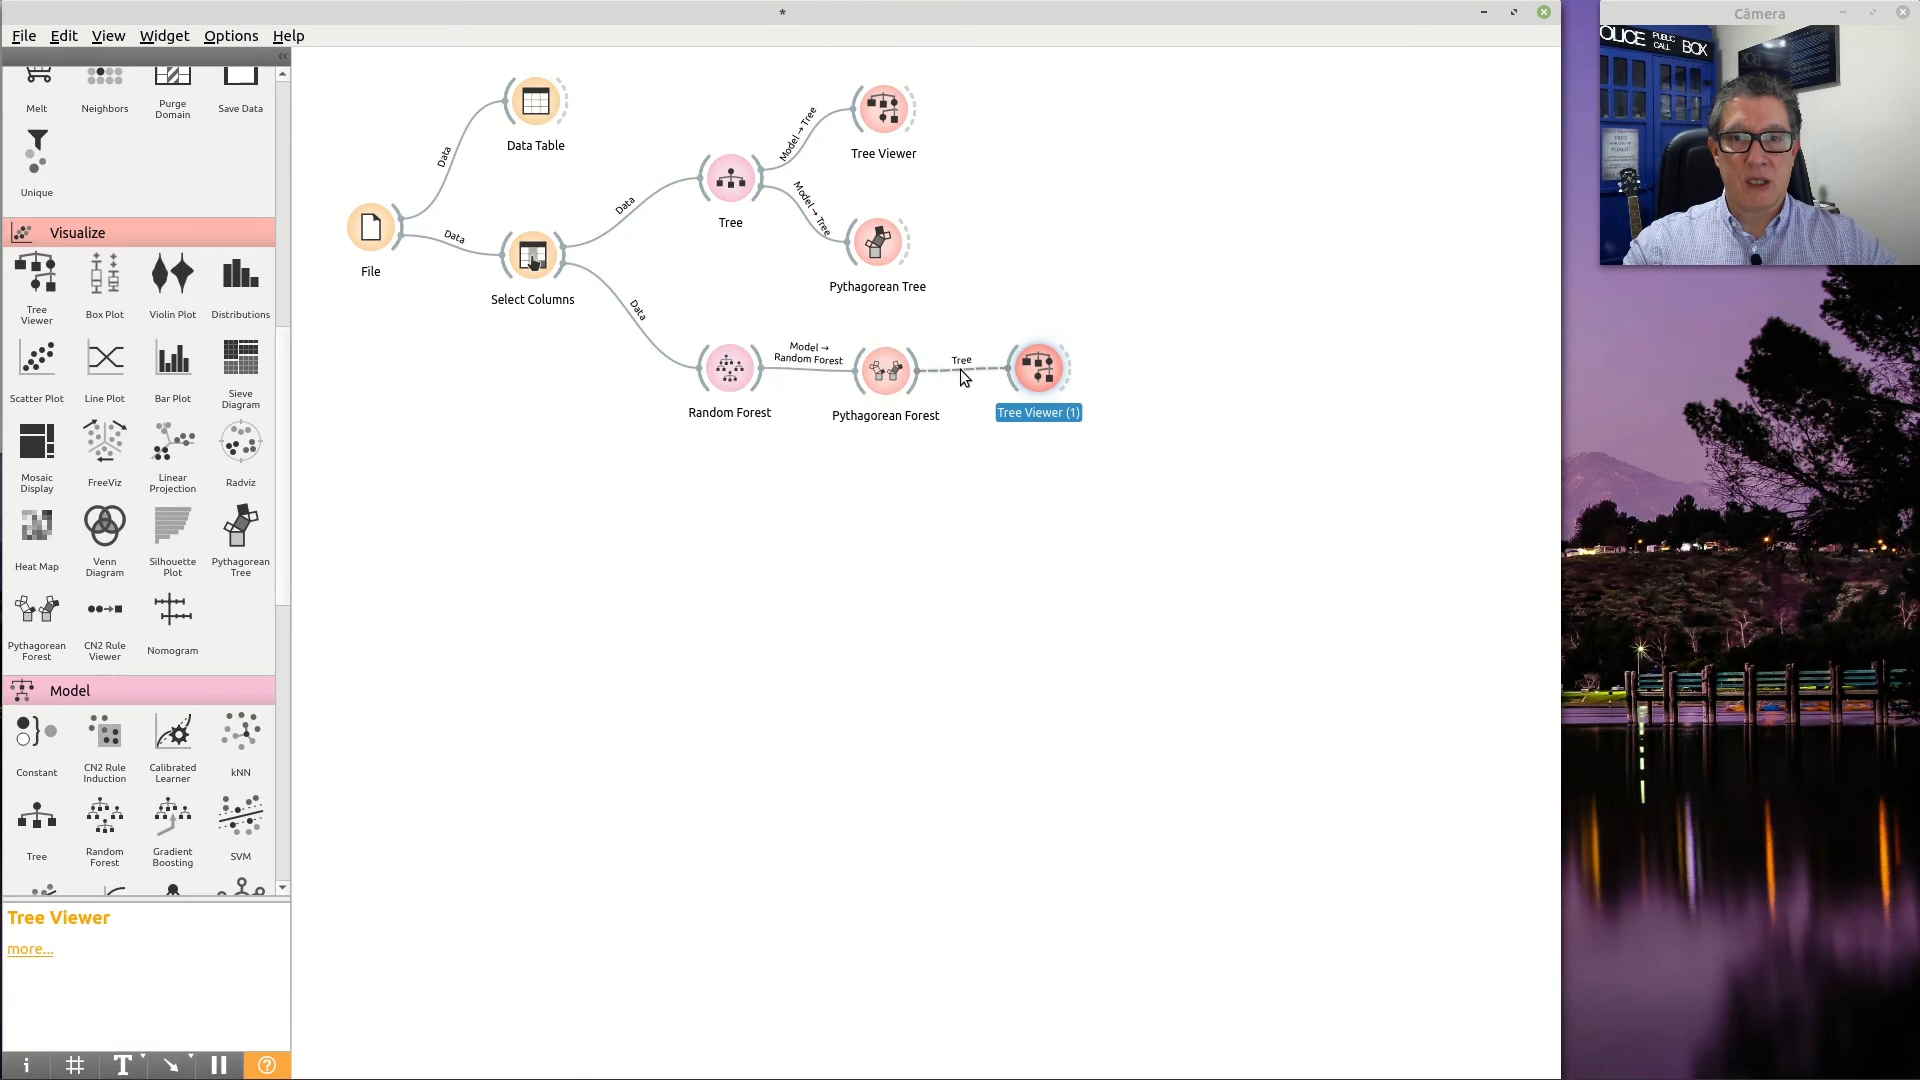 *
Câmera
File Edit View Widget Options Help
Melt
Neighbors
Purge
Domain
Save Data
Unique
Visualize
Tree
Viewer
Box Plot
Violin Plot
Distributions
Scatter Plot
Line Plot
Bar Plot
Sieve
Diagram
Mosaic
Display
FreeViz
Linear
Projection
Radviz
Heat Map
Venn
Diagram
Silhouette
Plot
Pythagorean
Tree
Pythagorean
Forest
CN2 Rule
Viewer
Nomogram
Model
Constant
CN2 Rule
Induction
Calibrated
Learner
kNN
Tree
Random
Forest
Gradient
Boosting
SVM
Tree Viewer
more...
File
Data
Data Table
Data
Select Columns
Data
Tree
Model → Tree
Tree Viewer
Model → Tree
Pythagorean Tree
Data
Random Forest
Model →
Random Forest
Pythagorean Forest
Tree
Tree Viewer (1)
OLICE PUBLIC CALL BOX